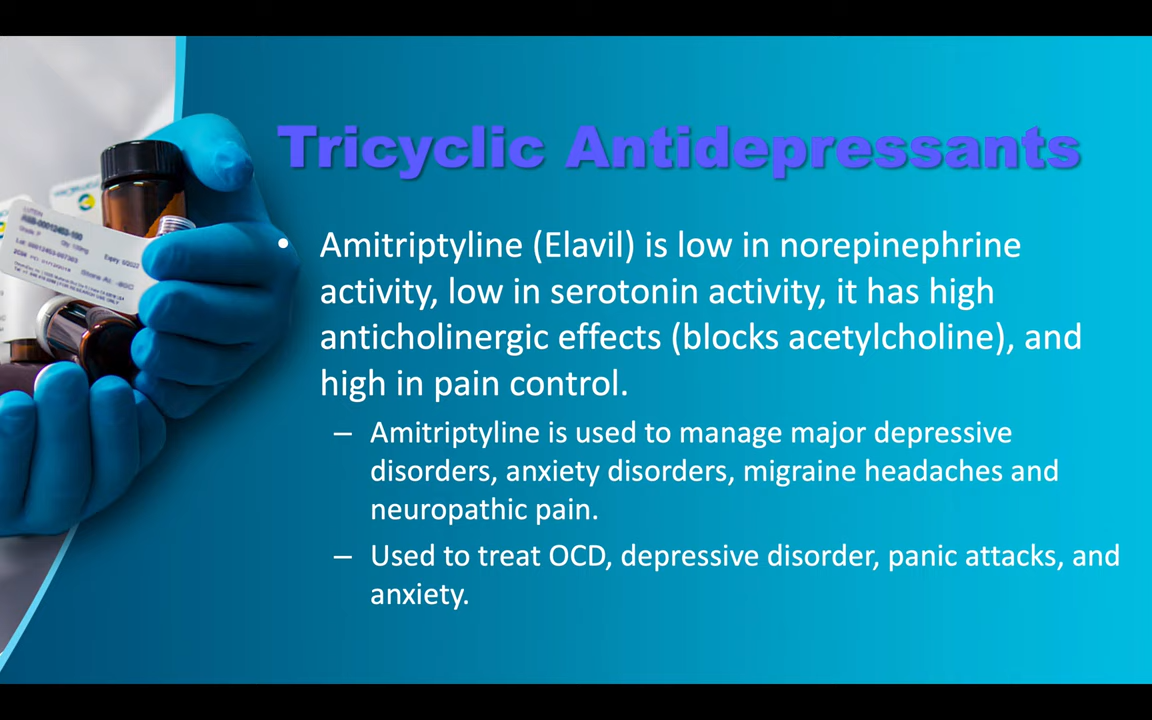 Tricyclic Antidepressants
• Amitriptyline (Elavil) is low in norepinephrine
activity, low in serotonin activity, it has high
anticholinergic effects (blocks acetylcholine), and
high in pain control.
– Amitriptyline is used to manage major depressive
disorders, anxiety disorders, migraine headaches and
neuropathic pain.
– Used to treat OCD, depressive disorder, panic attacks, and
anxiety.